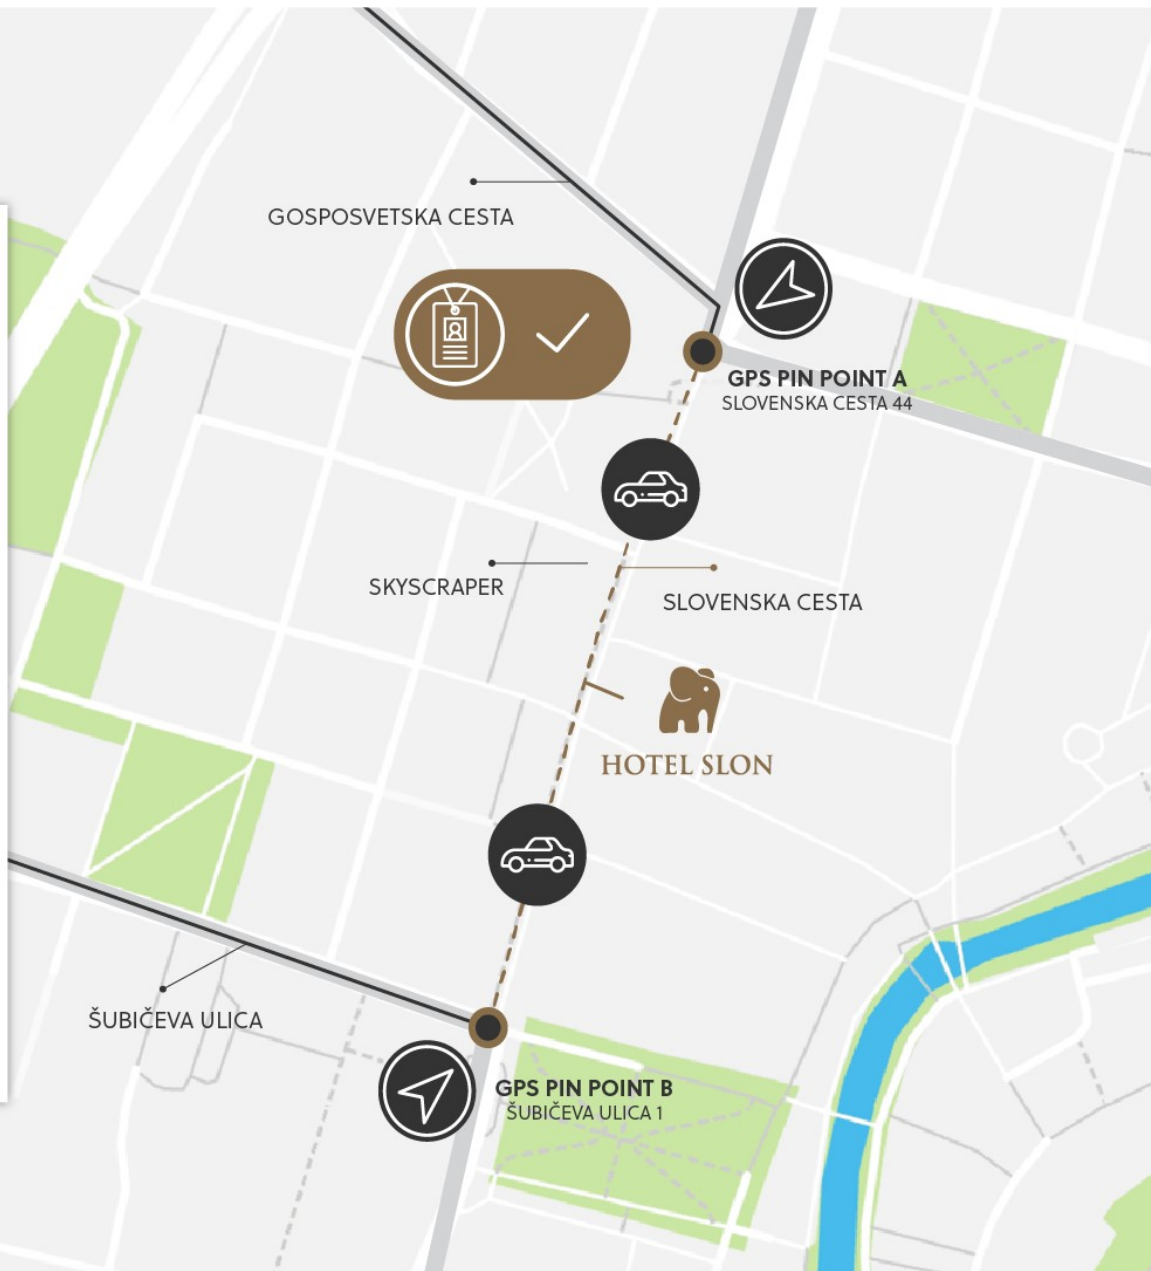 GOSPOSVETSKA CESTA
GPS PIN POINT A
SLOVENSKA CESTA 44
SKYSCRAPER
SLOVENSKA CESTA
HOTEL SLON
ŠUBIČEVA ULICA
GPS PIN POINT B
ŠUBIČEVA ULICA 1